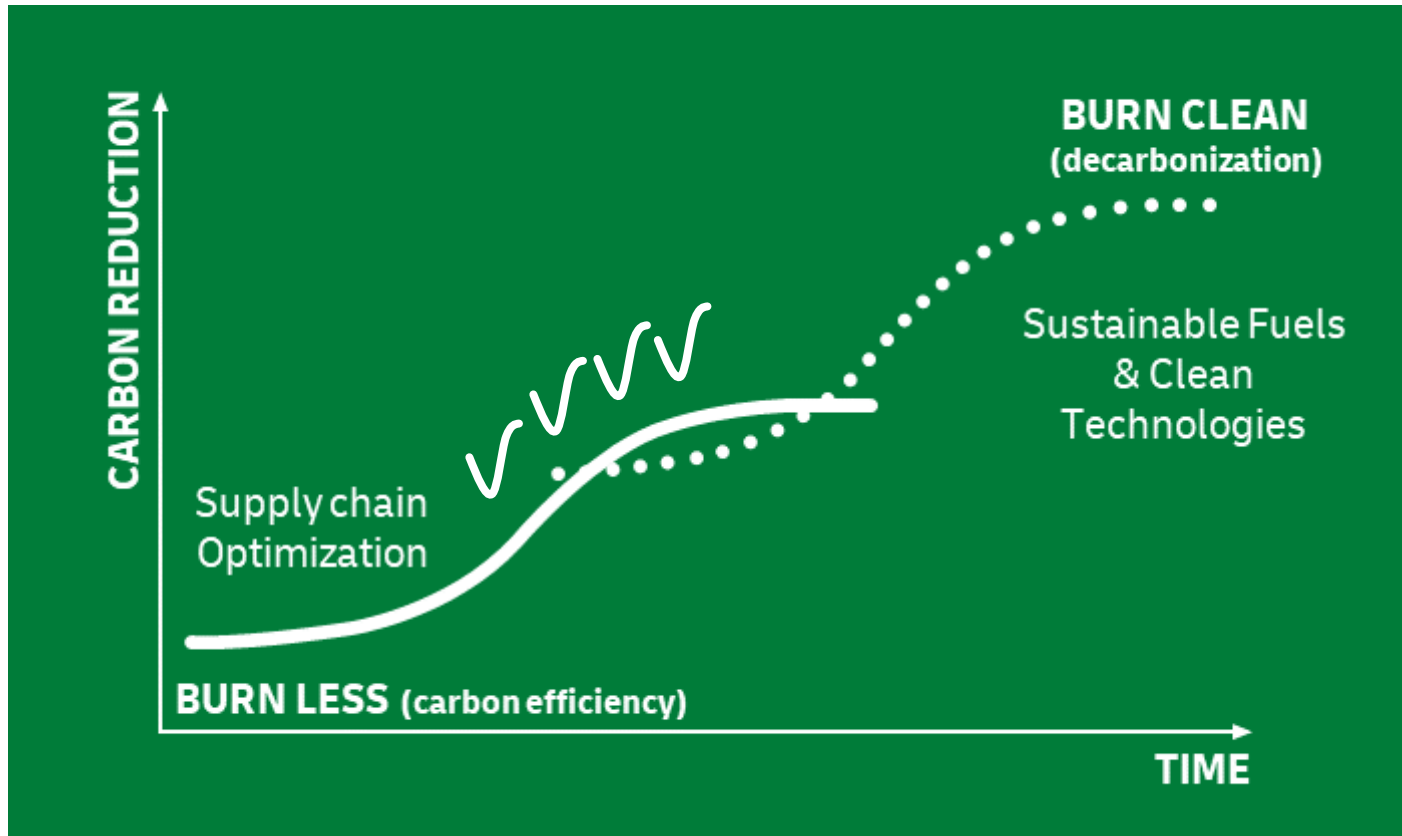 CARBON REDUCTION
BURN CLEAN
(decarbonization)
Sustainable Fuels
& Clean
Technologies
Supply chain
Optimization
BURN LESS (carbon efficiency)
TIME